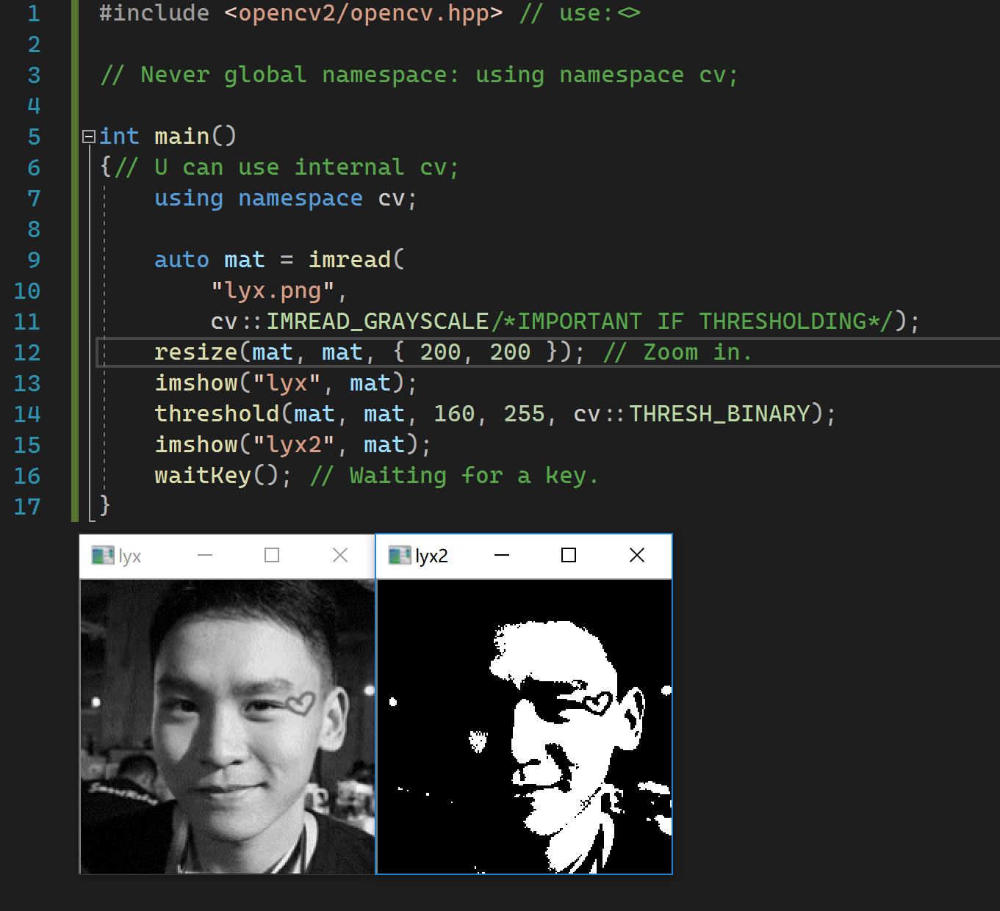 1 #include <opencv2/opencv.hpp> // use:<>
2
3 // Never global namespace: using namespace cv;
4
5 int main()
6 {// U can use internal cv;
7 using namespace cv;
8
9 auto mat = imread(
10 "lyx.png",
11 cv::IMREAD_GRAYSCALE/*IMPORTANT IF THRESHOLDING*/);
12 resize(mat, mat, { 200, 200 }); // Zoom in.
13 imshow("lyx", mat);
14 threshold(mat, mat, 160, 255, cv::THRESH_BINARY);
15 imshow("lyx2", mat);
16 waitKey(); // Waiting for a key.
17 }
lyx
lyx2